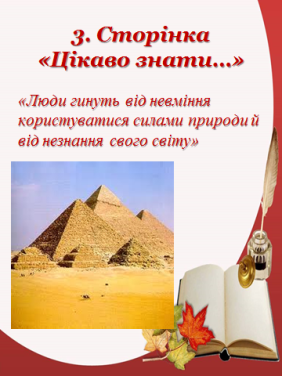 3. Сторінка
«Цікаво знати...»
«Люди гинуть від невміння
користуватися силами природи й
від незнання свого світу»